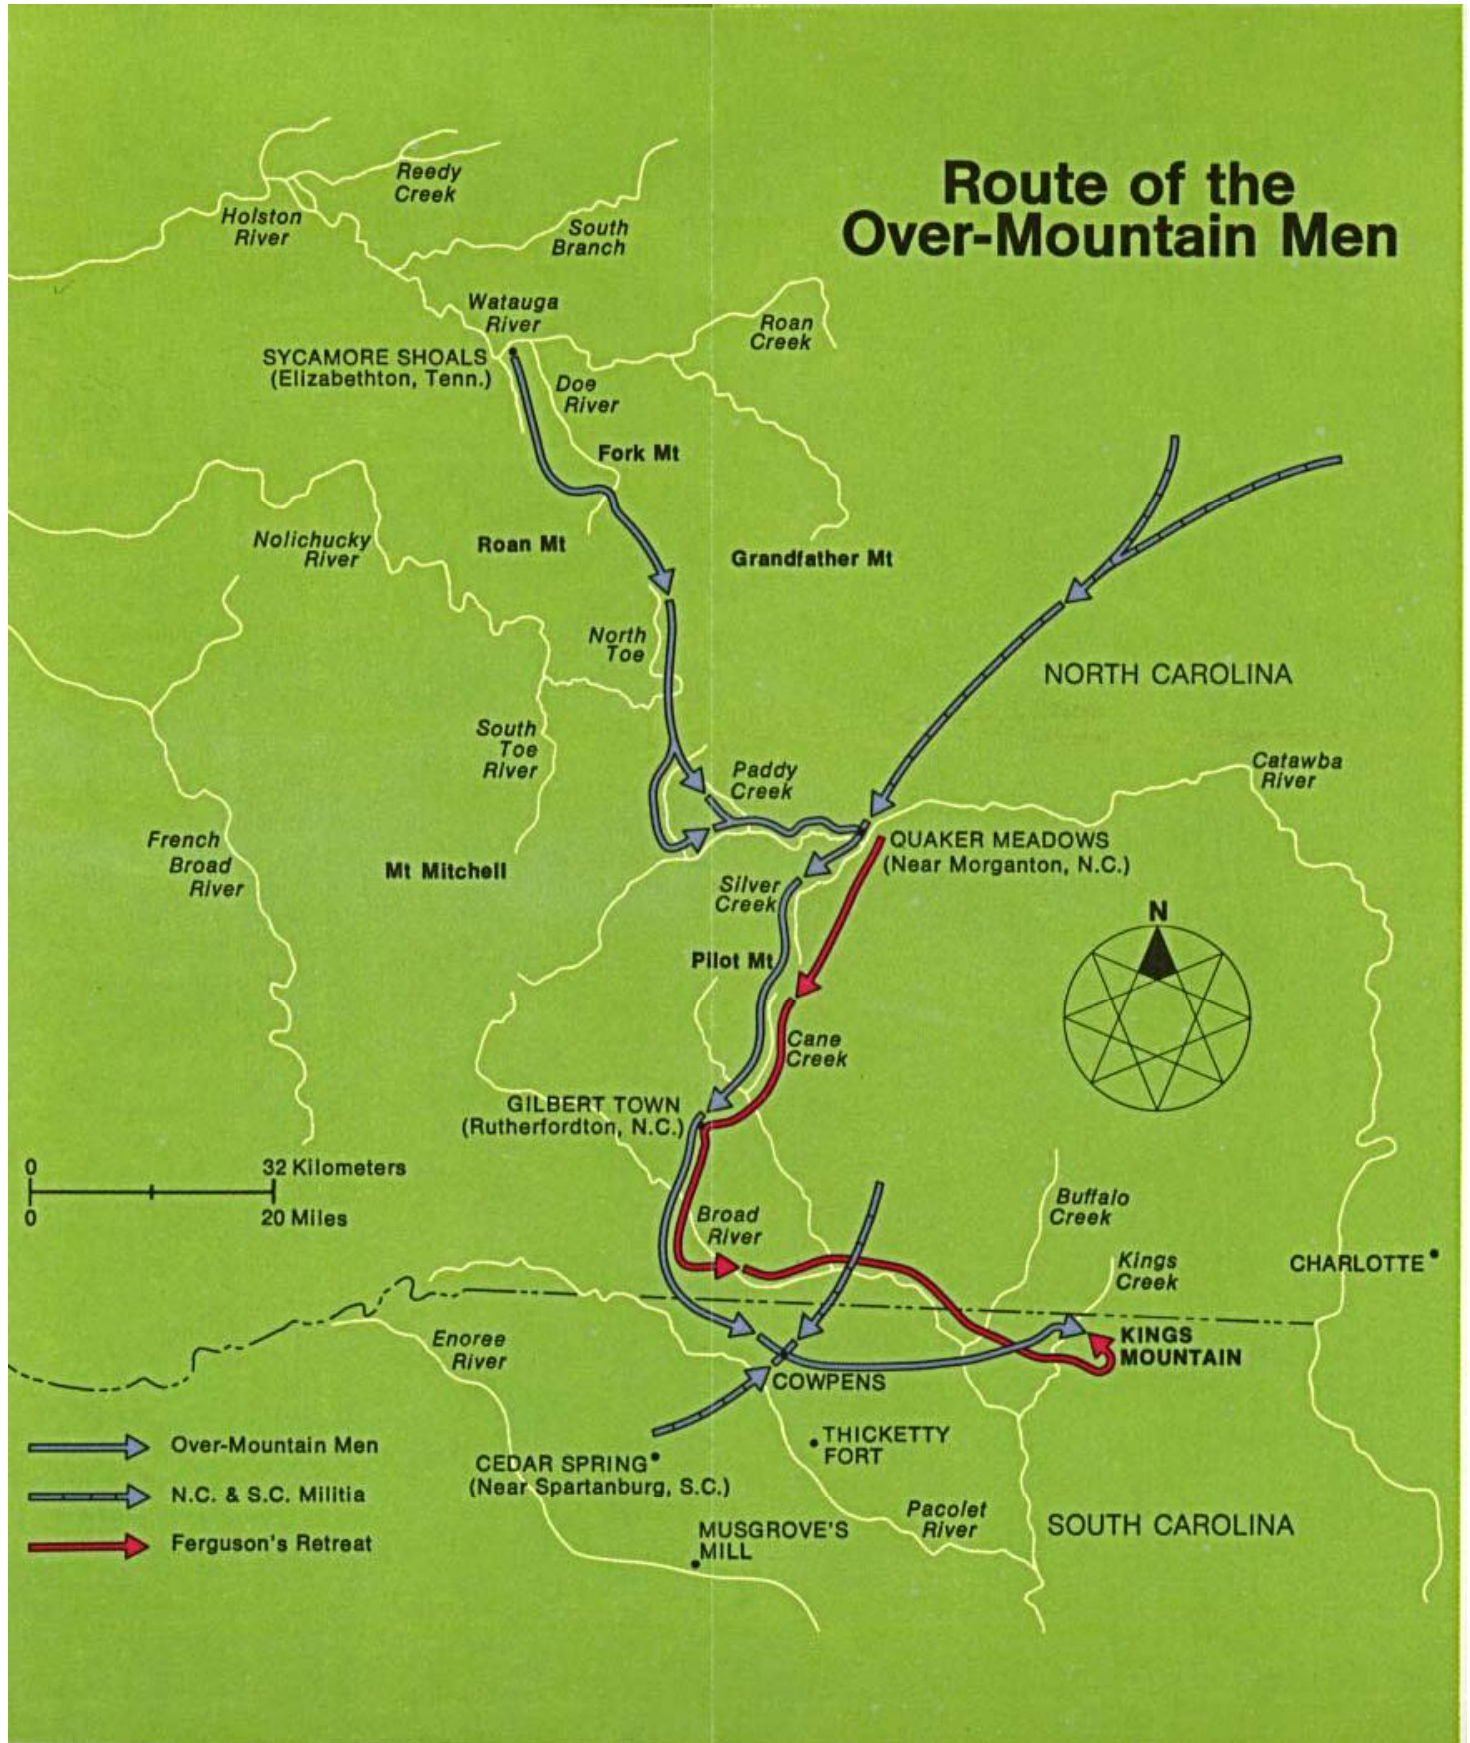 Route of the
Over-Mountain Men
Reedy
Creek
Holston
River
South
Branch
Watauga
River
Roan
Creek
SYCAMORE SHOALS
(Elizabethton, Tenn.)
Doe
River
Fork Mt
Nolichucky
River
Roan Mt
Grandfather Mt
North
Toe
NORTH CAROLINA
South
Toe
River
Paddy
Creek
Catawba
River
French
Broad
River
Mt Mitchell
QUAKER MEADOWS
(Near Morganton, N.C.)
Silver
Creek
N
Pilot Mt
Cane
Creek
GILBERT TOWN
(Rutherfordton, N.C.)
0
32 Kilometers
0
20 Miles
Broad
River
Buffalo
Creek
Kings
Creek
CHARLOTTE
Enoree
River
KINGS
MOUNTAIN
COWPENS
THICKETTY
FORT
CEDAR SPRING
(Near Spartanburg, S.C.)
Pacolet
River
SOUTH CAROLINA
MUSGROVE'S
MILL
Over-Mountain Men
N.C. & S.C. Militia
Ferguson's Retreat